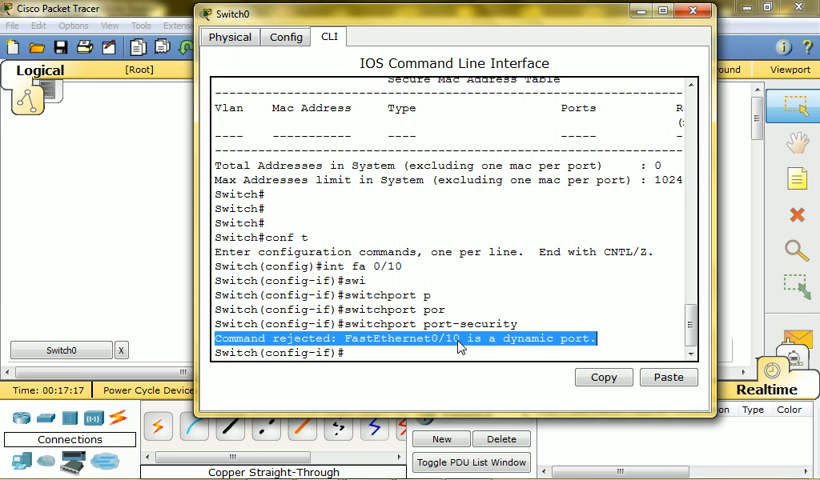 Cisco Packet Tracer
File Edit Options View Tools Extensi
Logical
[Root]
Switch0
Physical
Config
CLI
IOS Command Line Interface
Secure Mac Address Table
Vlan Mac Address Type Ports R
(
---- ----------- ---- ----- -
Total Addresses in System (excluding one mac per port) : 0
Max Addresses limit in System (excluding one mac per port) : 1024
Switch#
Switch#
Switch#
Switch#conf t
Enter configuration commands, one per line. End with CNTL/Z.
Switch(config)#int fa 0/10
Switch(config-if)#swi
Switch(config-if)#switchport p
Switch(config-if)#switchport por
Switch(config-if)#switchport port-security
Command rejected: FastEthernet0/10 is a dynamic port.
Switch(config-if)#
Copy
Paste
ound
Viewport
Switch0
X
Time: 00:17:17
Power Cycle Device
Realtime
Connections
Copper Straight-Through
New
Delete
Toggle PDU List Window
on Type Color